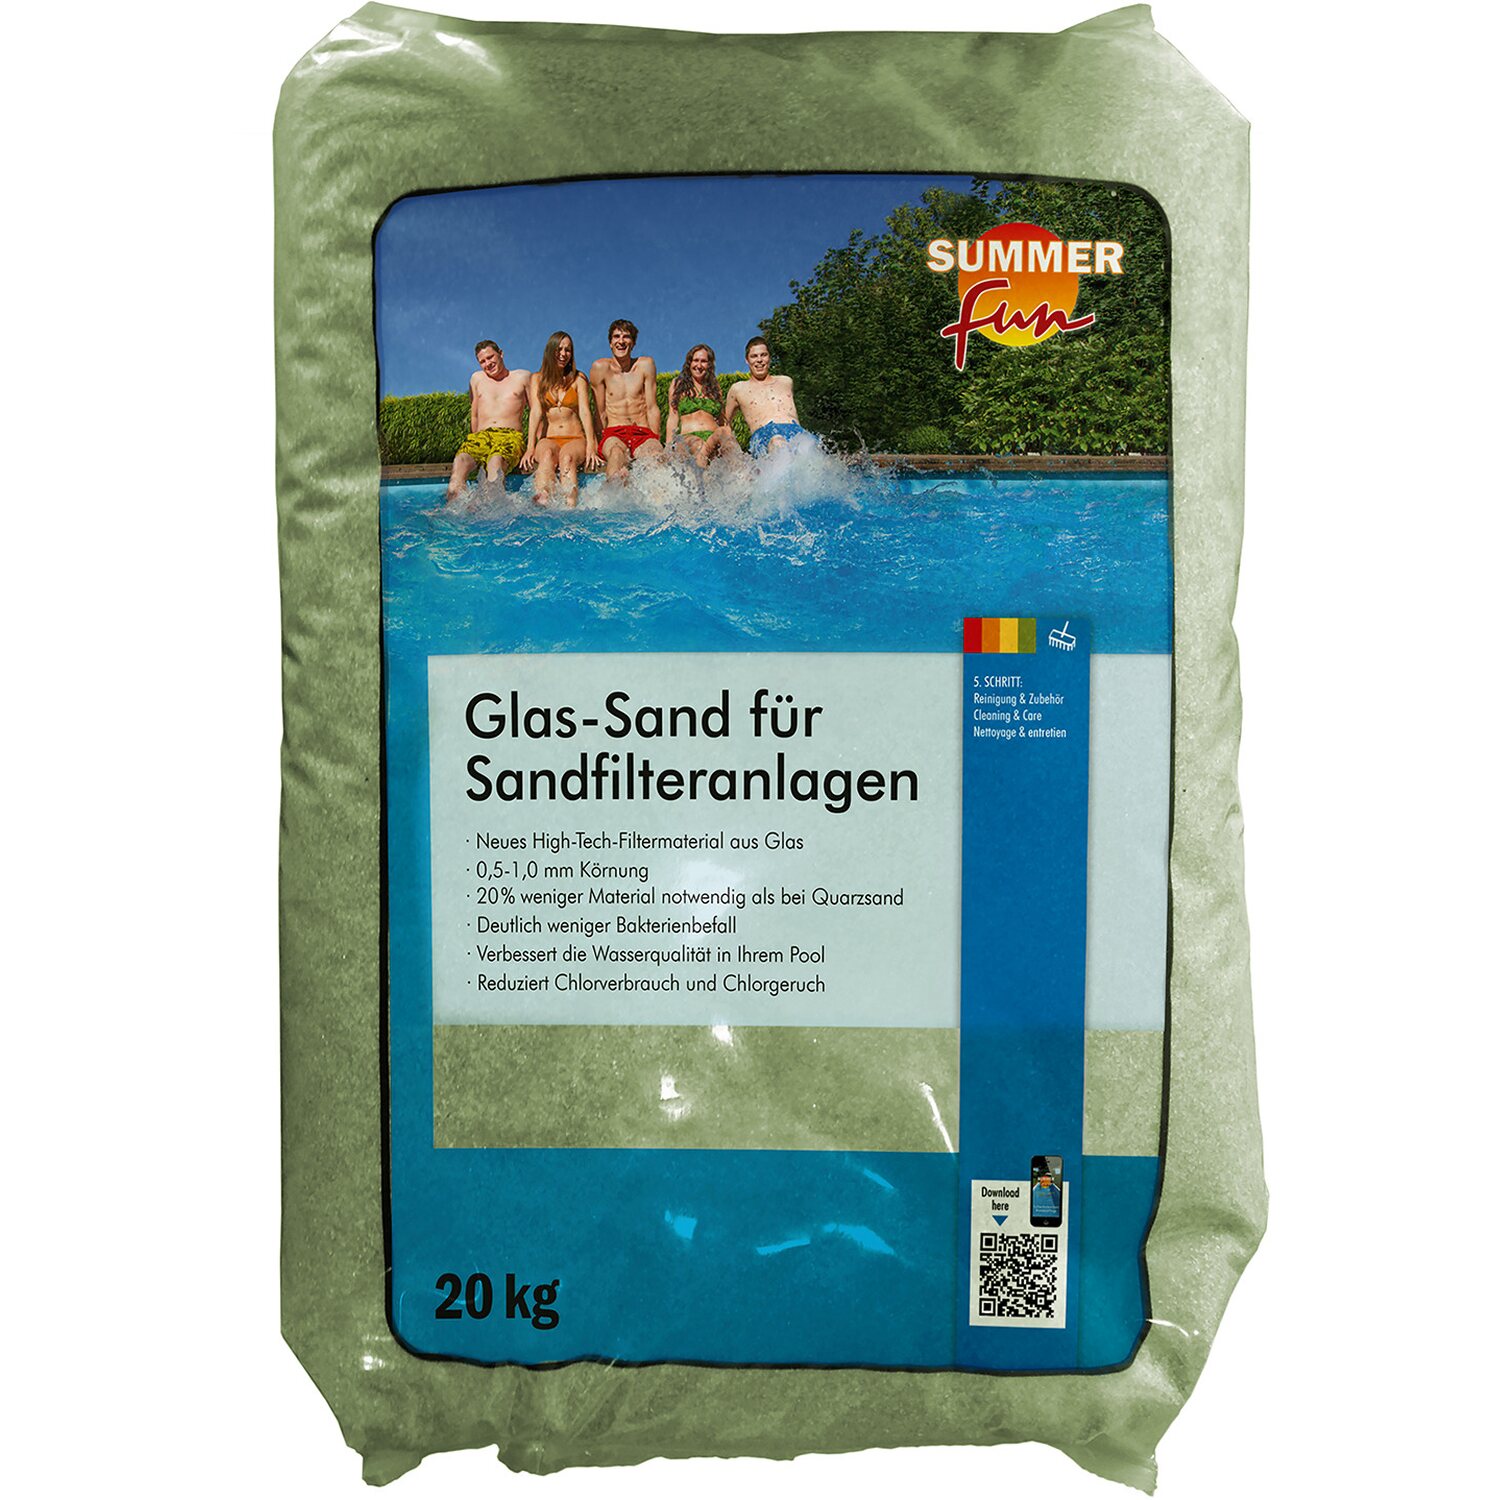 SUMMER
fun
5. SCHRITT:
Reinigung & Zubehör
Cleaning & Care
Nettoyage & entretien
Glas-Sand für
Sandfilteranlagen
· Neues High-Tech-Filtermaterial aus Glas
· 0,5-1,0 mm Körnung
· 20% weniger Material notwendig als bei Quarzsand
· Deutlich weniger Bakterienbefall
· Verbessert die Wasserqualität in Ihrem Pool
· Reduziert Chlorverbrauch und Chlorgeruch
Download
here
20 kg